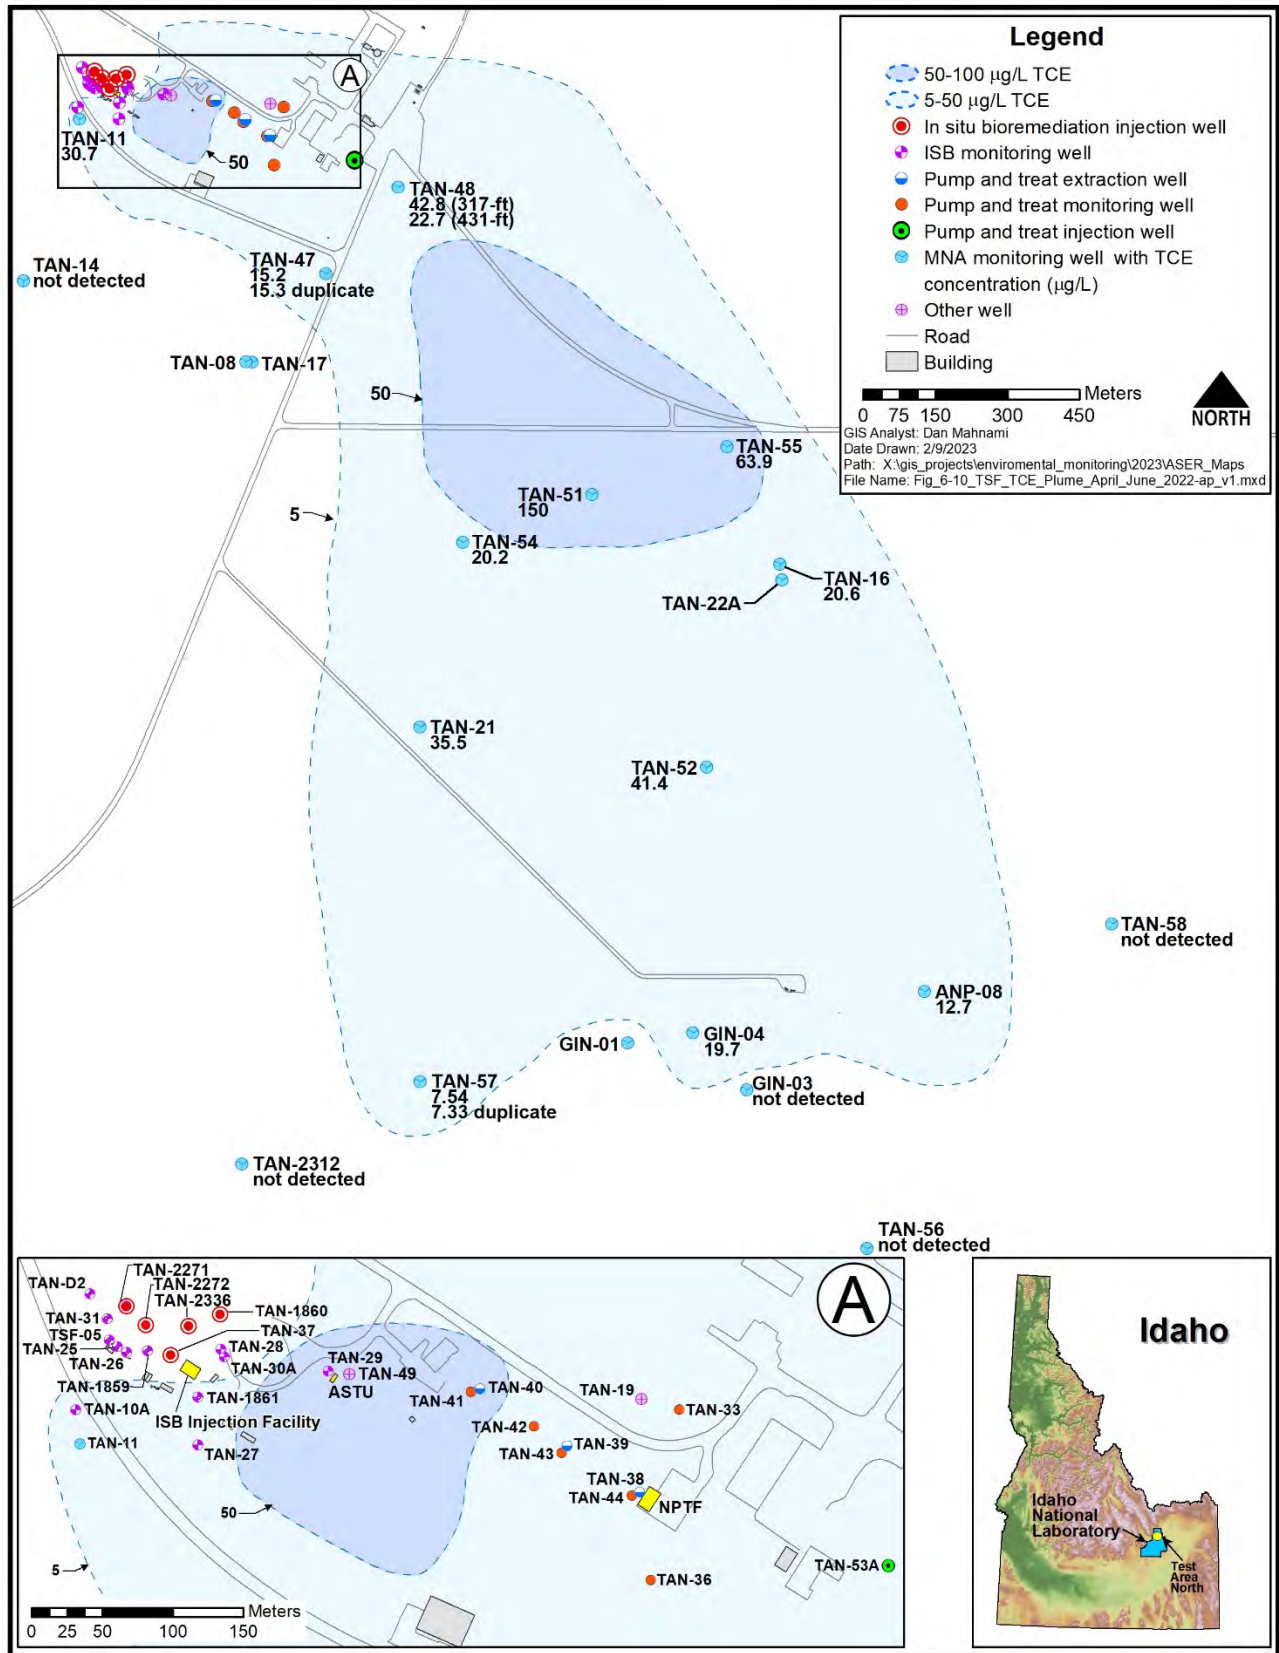 Legend
50-100 µg/L TCE
5-50 µg/L TCE
In situ bioremediation injection well
ISB monitoring well
Pump and treat extraction well
Pump and treat monitoring well
Pump and treat injection well
MNA monitoring well with TCE
concentration (µg/L)
Other well
Road
Building
Meters
0 75 150 300 450
NORTH
GIS Analyst: Dan Mahnami
Date Drawn: 2/9/2023
Path: X:\gis_projects\enviromental_monitoring\2023\ASER_Maps
File Name: Fig_6-10_TSF_TCE_Plume_April_June_2022-ap_v1.mxd
A
TAN-11
30.7
50
TAN-48
42.8 (317-ft)
22.7 (431-ft)
TAN-14
not detected
TAN-47
15.2
15.3 duplicate
TAN-08
TAN-17
50
TAN-55
63.9
TAN-51
150
5
TAN-54
20.2
TAN-16
20.6
TAN-22A
TAN-21
35.5
TAN-52
41.4
TAN-58
not detected
ANP-08
12.7
GIN-04
19.7
GIN-01
TAN-57
7.54
7.33 duplicate
GIN-03
not detected
TAN-2312
not detected
TAN-56
not detected
A
TAN-D2
TAN-2271
TAN-2272
TAN-2336
TAN-31
TAN-1860
TSF-05
TAN-37
TAN-25
TAN-28
TAN-26
TAN-30A
TAN-29
TAN-49
ASTU
TAN-1859
TAN-1861
TAN-10A
ISB Injection Facility
TAN-11
TAN-27
TAN-40
TAN-41
TAN-19
TAN-33
TAN-42
TAN-39
TAN-43
TAN-38
TAN-44
NPTF
50
5
TAN-53A
TAN-36
Meters
0 25 50 100 150
Idaho
Idaho
National
Laboratory
Test
Area
North